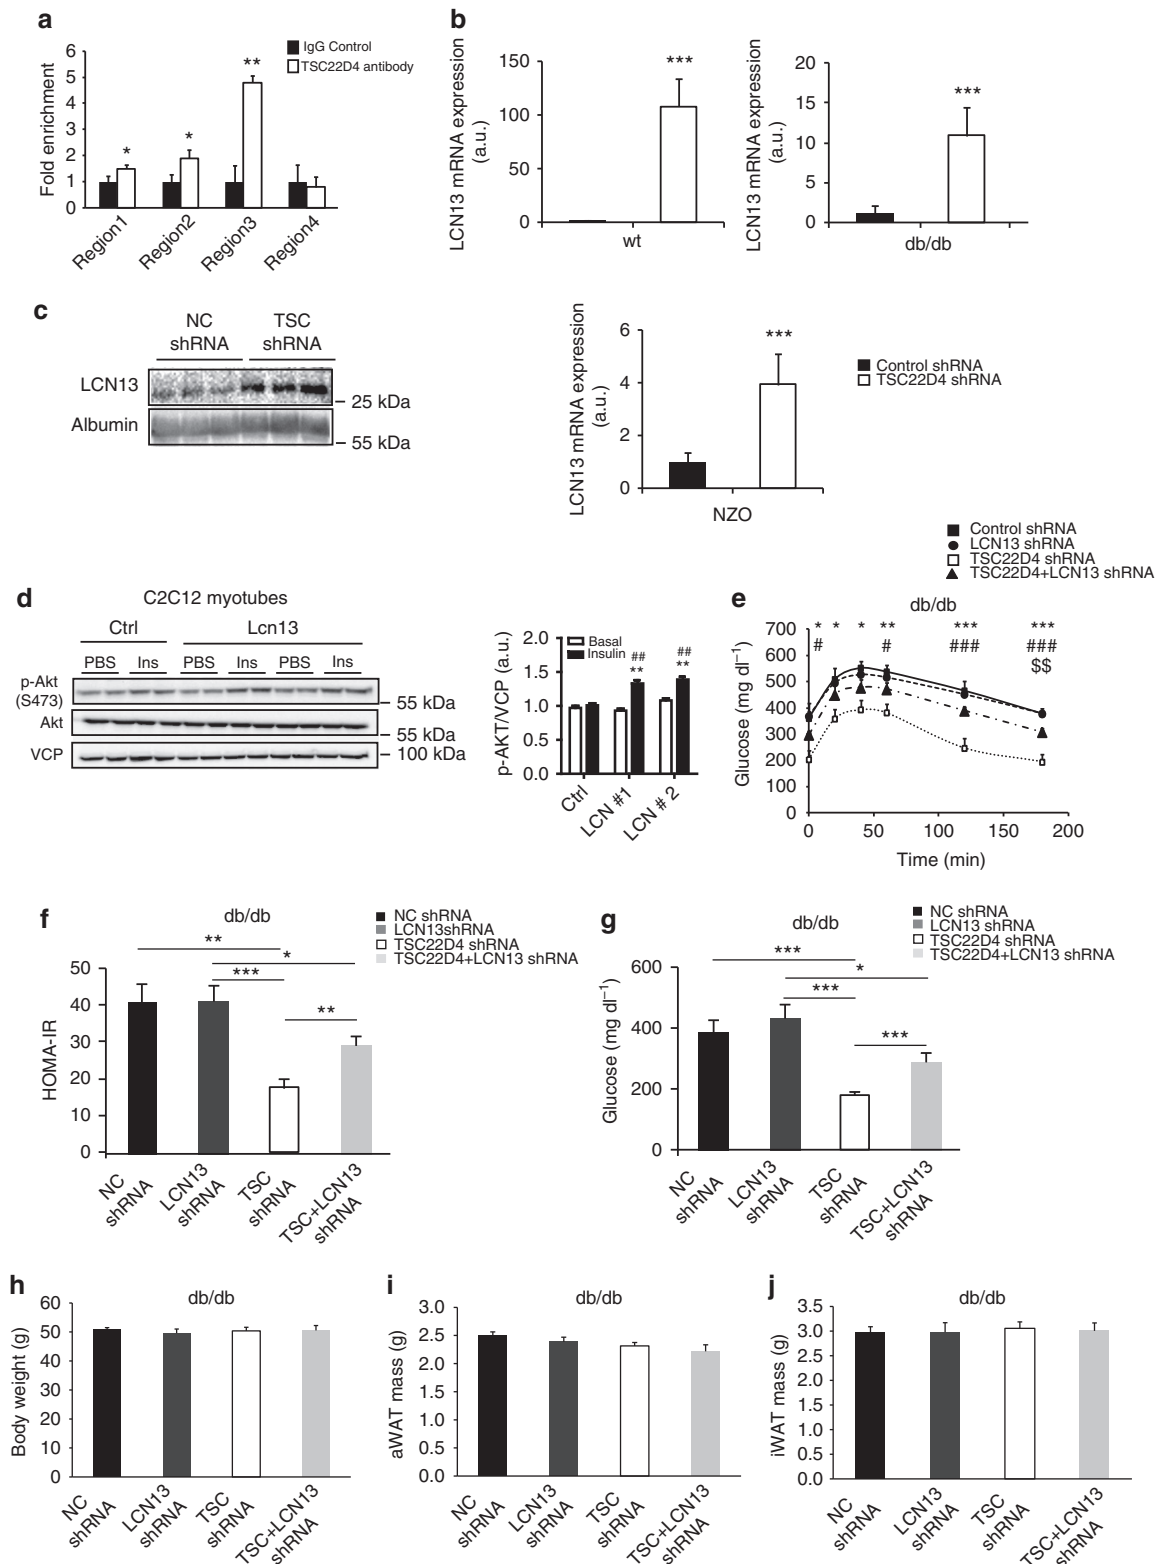 a
IgG Control
TSC22D4 antibody
Fold enrichment
6
5
4
3
2
1
0
*
*
**
Region1
Region2
Region3
Region4
b
LCN13 mRNA expression
(a.u.)
150
100
50
0
***
wt
LCN13 mRNA expression
(a.u.)
20
15
10
5
0
***
db/db
c
NC
shRNA
TSC
shRNA
LCN13
25 kDa
Albumin
55 kDa
LCN13 mRNA expression
(a.u.)
6
4
2
0
***
NZO
Control shRNA
TSC22D4 shRNA
d
C2C12 myotubes
Ctrl
Lcn13
PBS
Ins
PBS
Ins
PBS
Ins
p-Akt
(S473)
55 kDa
Akt
55 kDa
VCP
100 kDa
p-AKT/VCP (a.u.)
2.0
1.5
1.0
0.5
0.0
Basal
Insulin
##
**
##
**
Ctrl
LCN #1
LCN # 2
Control shRNA
LCN13 shRNA
TSC22D4 shRNA
TSC22D4+LCN13 shRNA
e
db/db
Glucose (mg dl–1)
700
600
500
400
300
200
100
0
* * * ** *** ***
# # ### ###
$$
0 50 100 150 200
Time (min)
f
db/db
NC shRNA
LCN13shRNA
TSC22D4 shRNA
TSC22D4+LCN13 shRNA
HOMA-IR
50
40
30
20
10
0
**
*
***
**
NC
shRNA
LCN13
shRNA
TSC
shRNA
TSC+LCN13
shRNA
g
db/db
NC shRNA
LCN13 shRNA
TSC22D4 shRNA
TSC22D4+LCN13 shRNA
Glucose (mg dl–1)
600
400
200
0
***
*
***
***
NC
shRNA
LCN13
shRNA
TSC
shRNA
TSC+LCN13
shRNA
h
db/db
Body weight (g)
60
50
40
30
20
10
0
NC
shRNA
LCN13
shRNA
TSC
shRNA
TSC+LCN13
shRNA
i
db/db
aWAT mass (g)
3.0
2.5
2.0
1.5
1.0
0.5
0.0
NC
shRNA
LCN13
shRNA
TSC
shRNA
TSC+LCN13
shRNA
j
db/db
iWAT mass (g)
3.5
3.0
2.5
2.0
1.5
1.0
0.5
0.0
NC
shRNA
LCN13
shRNA
TSC
shRNA
TSC+LCN13
shRNA